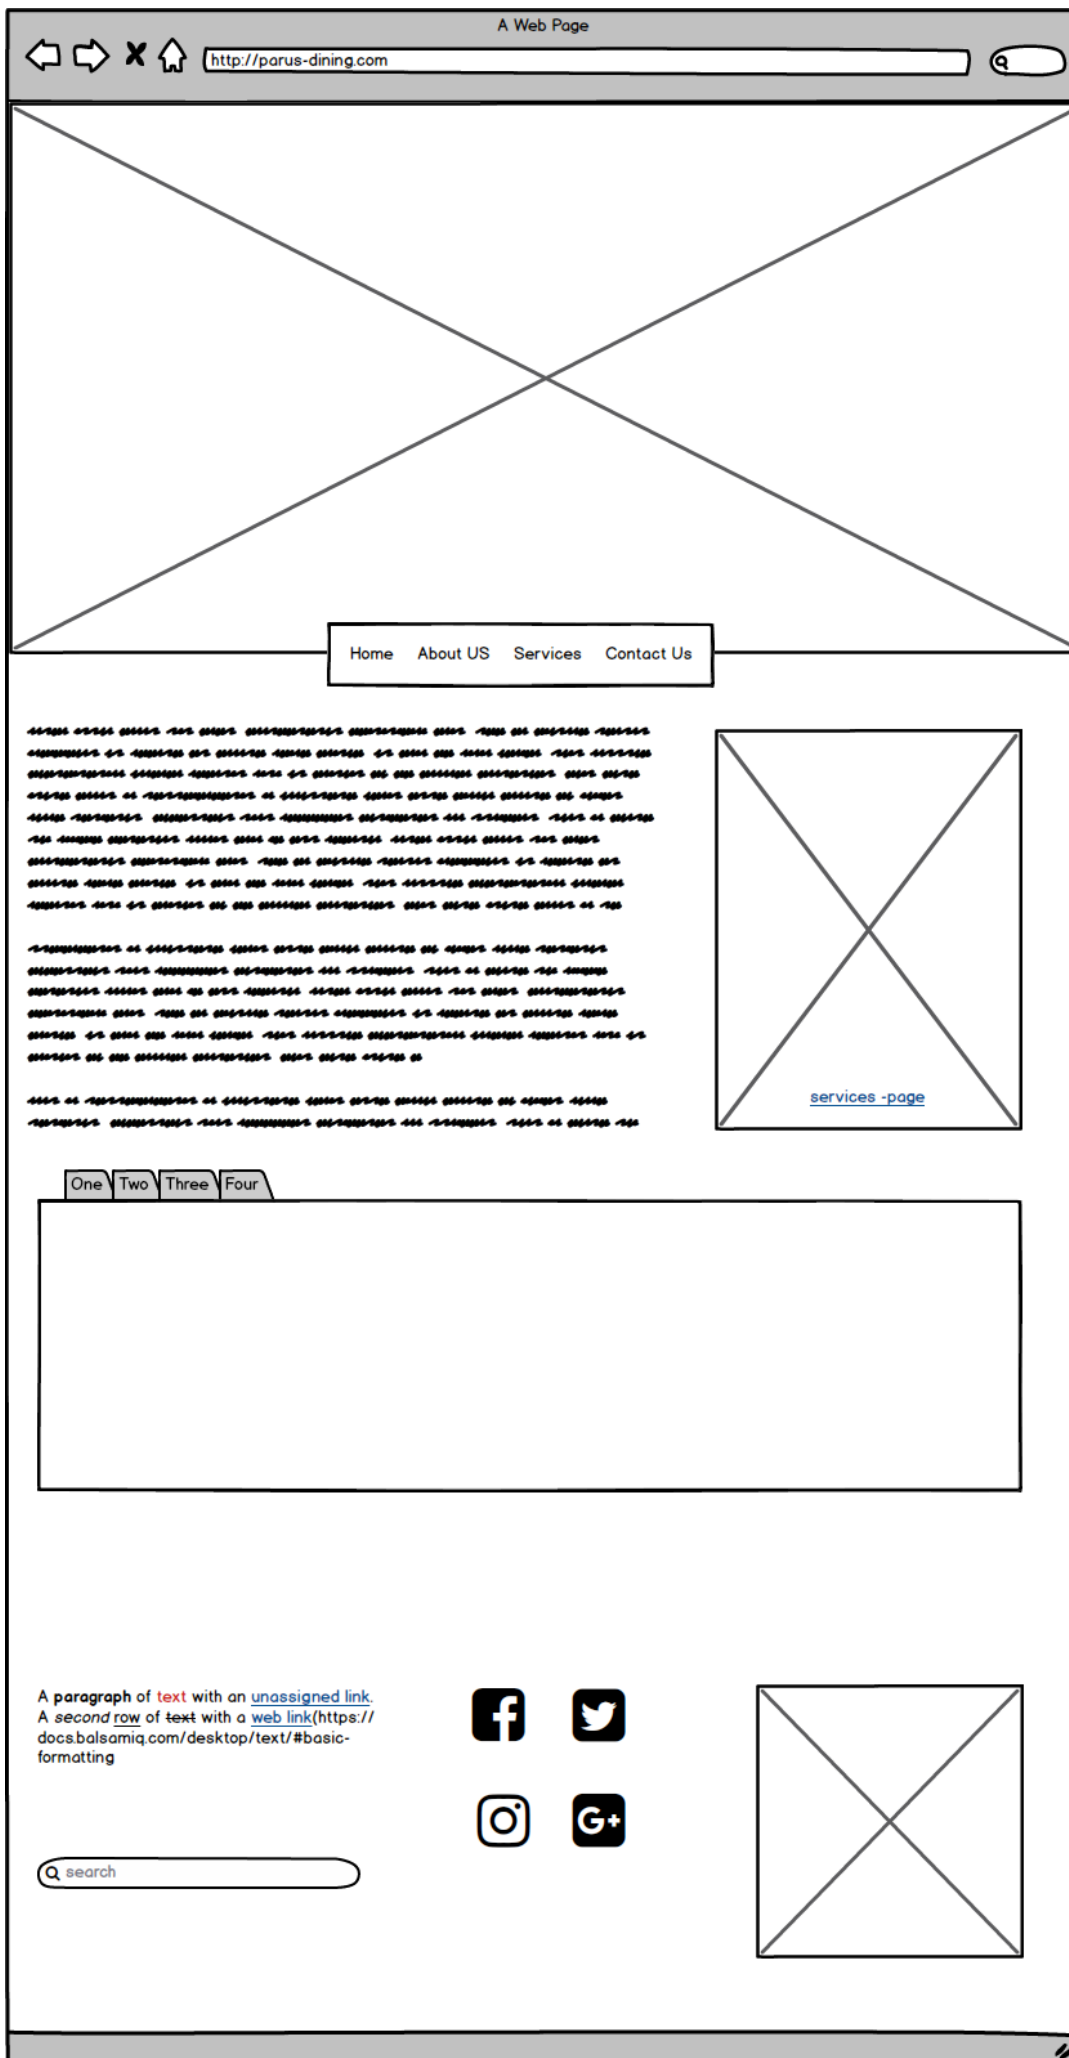 A Web Page
http://parus-dining.com
Home About US Services Contact Us
services -page
One Two Three Four
A paragraph of text with an unassigned link.
A second row of text with a web link(https://
docs.balsamiq.com/desktop/text/#basic-
formatting
G+
search